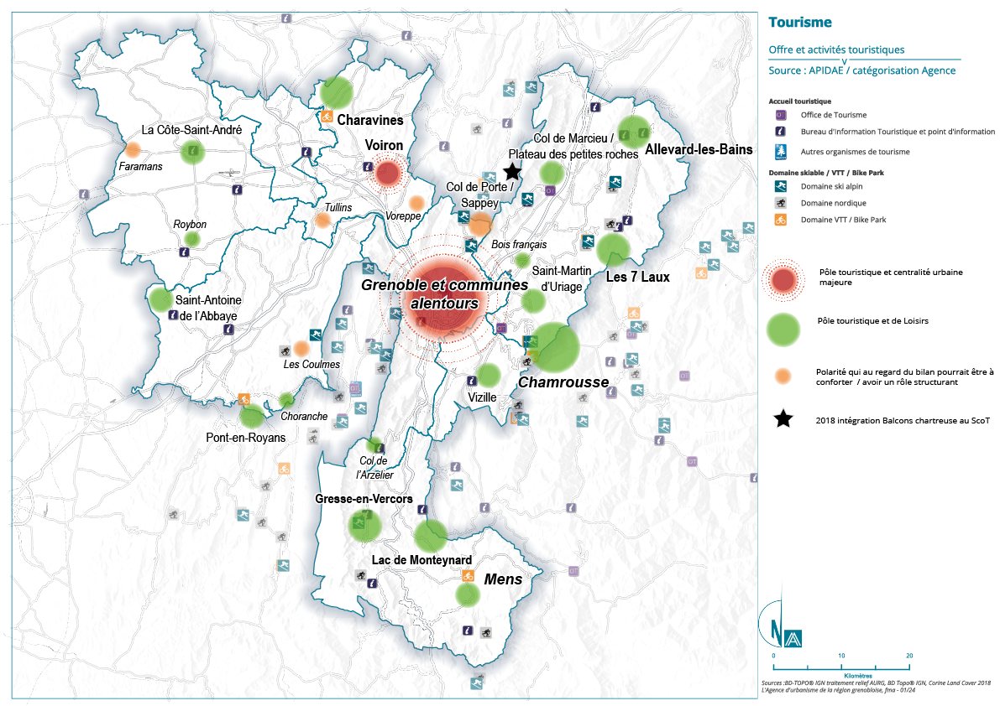 Tourisme
Offre et activités touristiques
Source : APIDAE / catégorisation Agence
Accueil touristique
OT Office de Tourisme
i Bureau d'Information Touristique et point d'information
Autres organismes de tourisme
Domaine skiable / VTT / Bike Park
Domaine ski alpin
Domaine nordique
Domaine VTT / Bike Park
Pôle touristique et centralité urbaine
majeure
Pôle touristique et de Loisirs
Polarité qui au regard du bilan pourrait être à
conforter / avoir un rôle structurant
2018 intégration Balcons chartreuse au ScoT
N
0 10 20
Kilomètres
Sources :BD-TOPO® IGN traitement relief AURG, BD Topo® IGN, Corine Land Cover 2018
L'Agence d'urbanisme de la région grenobloise, fma - 01/24
Charavines
La Côte-Saint-André
Voiron
Faramans
Col de Marcieu /
Plateau des petites roches
Allevard-les-Bains
Col de Porte /
Sappey
Tullins
Voreppe
Roybon
Bois français
Saint-Martin
d'Uriage
Les 7 Laux
Grenoble et communes
alentours
Saint-Antoine
de l'Abbaye
Les Coulmes
Chamrousse
Vizille
Choranche
Pont-en-Royans
Col de
l'Arzelier
Gresse-en-Vercors
Lac de Monteynard
Mens